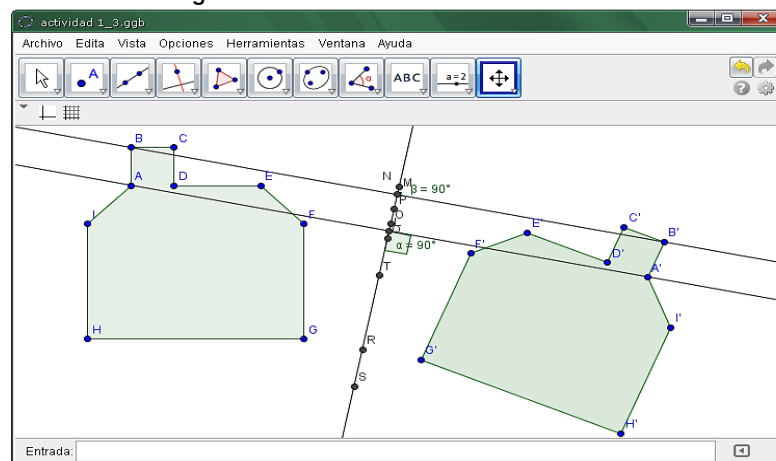 actividad 1_3.ggb
Archivo Edita Vista Opciones Herramientas Ventana Ayuda
A
α
ABC
a=2
B C
N M β = 90°
A D E
P
I F
O
C'
E' B'
α = 90°
F' D'
T A'
I'
H G
R
G'
S
H'
Entrada: